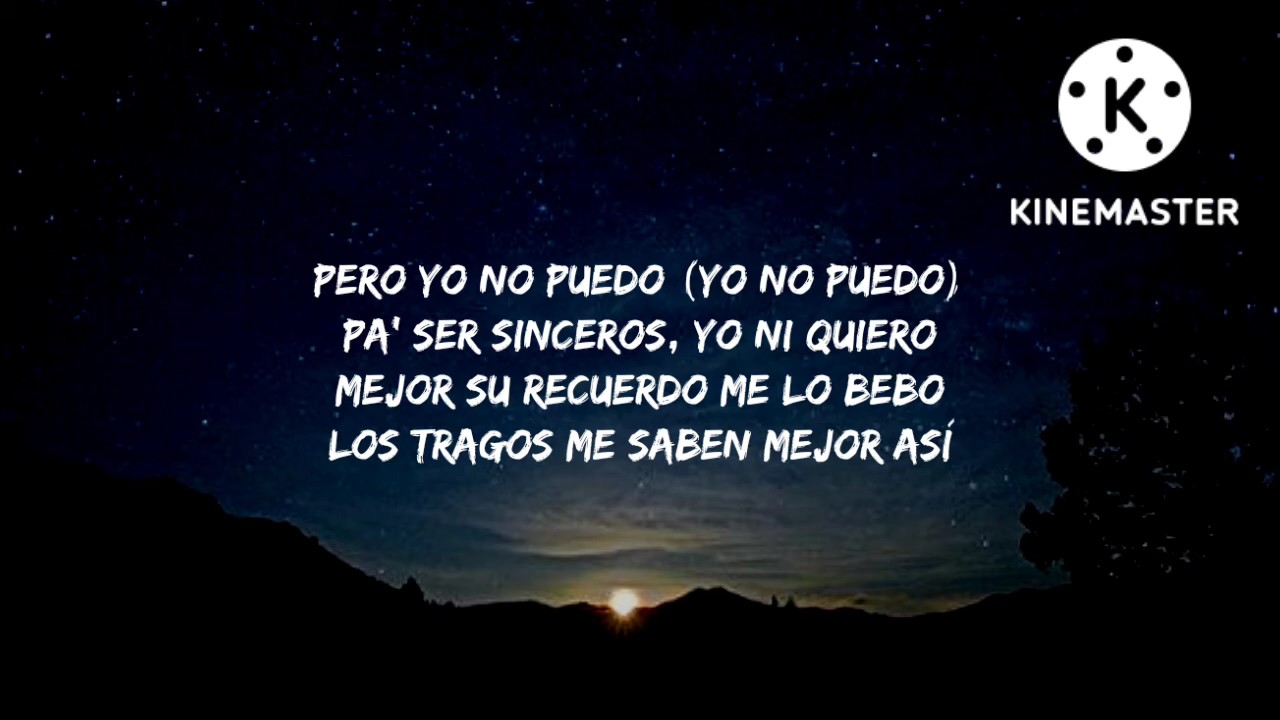 K
KINEMASTER
PERO YO NO PUEDO (YO NO PUEDO)
PA' SER SINCEROS, YO NI QUIERO
MEJOR SU RECUERDO ME LO BEBO
LOS TRAGOS ME SABEN MEJOR ASÍ